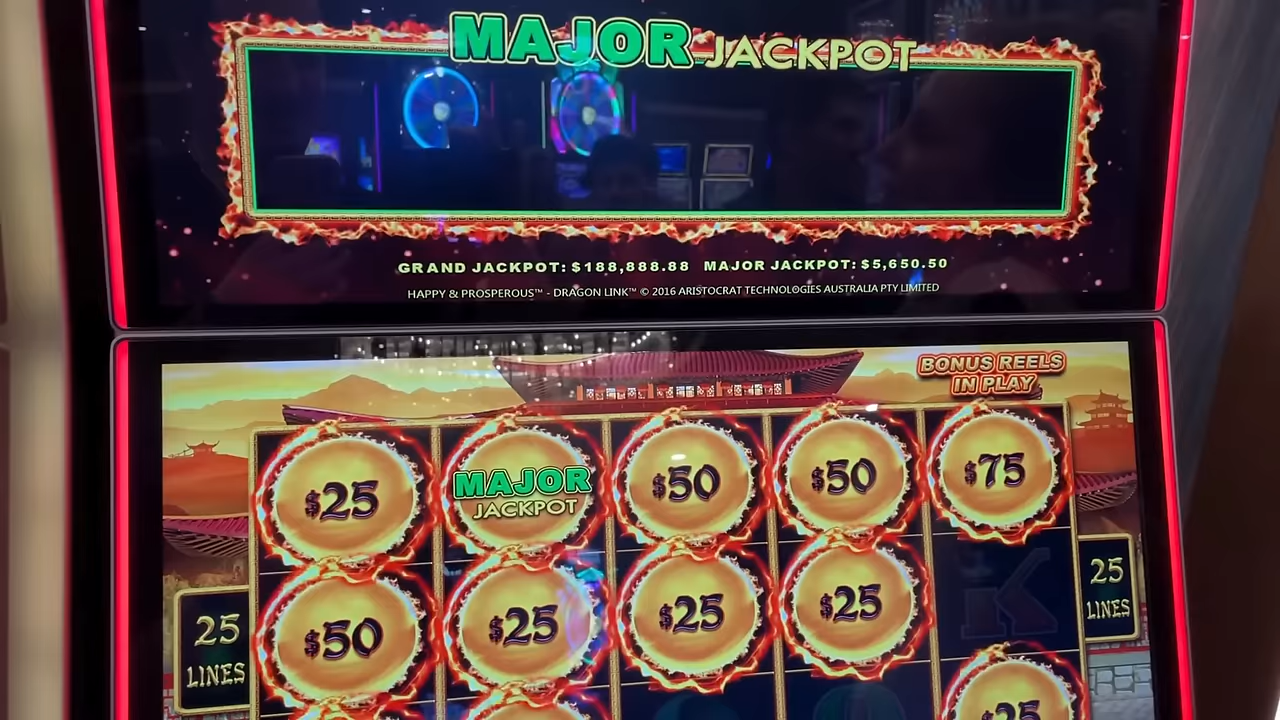 MAJOR JACKPOT
GRAND JACKPOT: $188,888.88 MAJOR JACKPOT: $5,650.50
HAPPY & PROSPEROUS™ - DRAGON LINK™ © 2016 ARISTOCRAT TECHNOLOGIES AUSTRALIA PTY LIMITED
BONUS REELS
IN PLAY
$25
MAJOR
JACKPOT
$50
$50
$75
$50
$25
$25
$25
K
25
LINES
25
LINES
$25